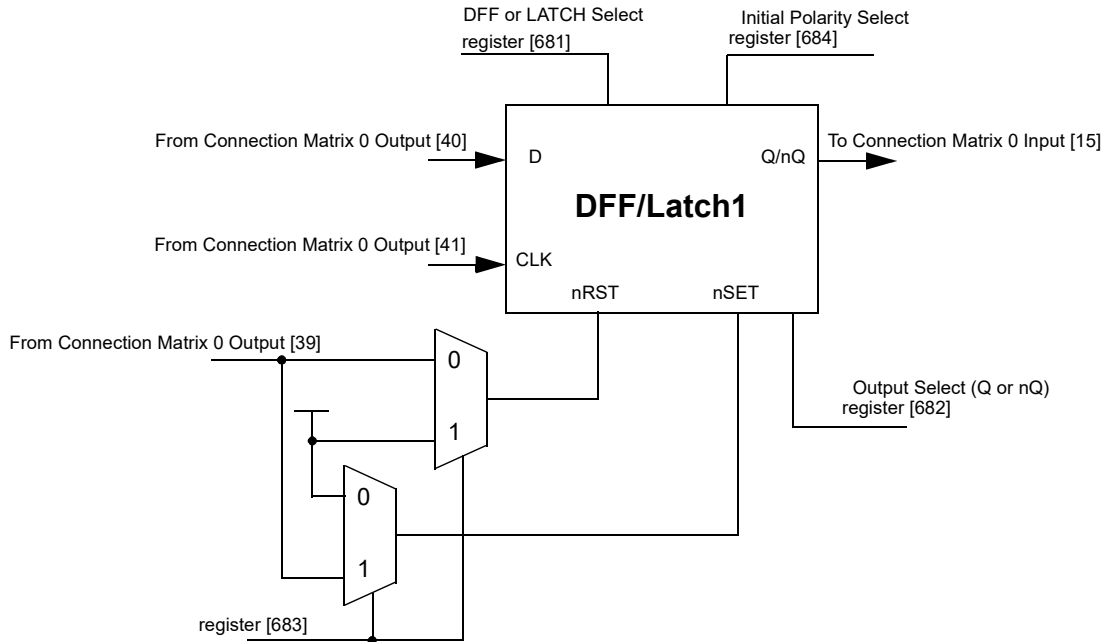 DFF or LATCH Select
register [681]
Initial Polarity Select
register [684]
From Connection Matrix 0 Output [40]
D
Q/nQ
To Connection Matrix 0 Input [15]
DFF/Latch1
From Connection Matrix 0 Output [41]
CLK
nRST
nSET
From Connection Matrix 0 Output [39]
0
1
Output Select (Q or nQ)
register [682]
0
1
register [683]